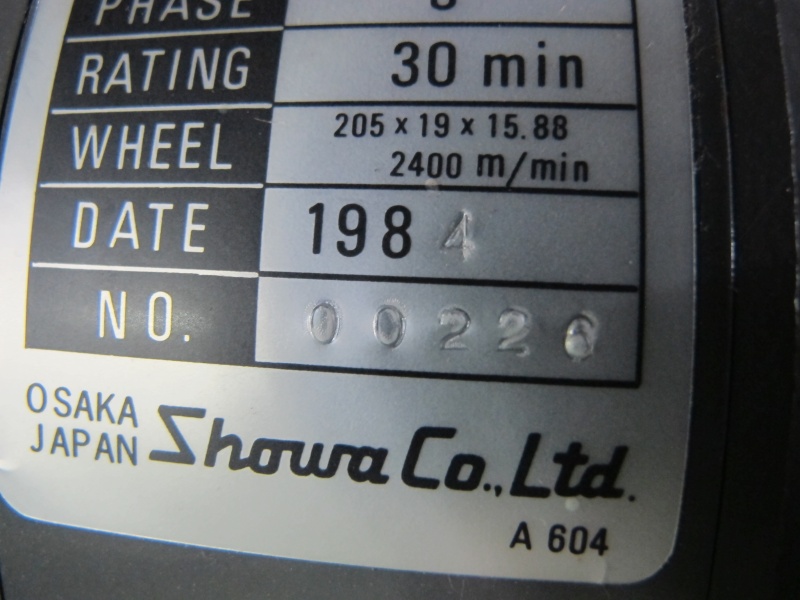 PHASE
RATING 30 min
WHEEL 205 x 19 x 15.88
2400 m/min
DATE 1984
NO. 00226
OSAKA
JAPAN Showa Co., Ltd.
A 604